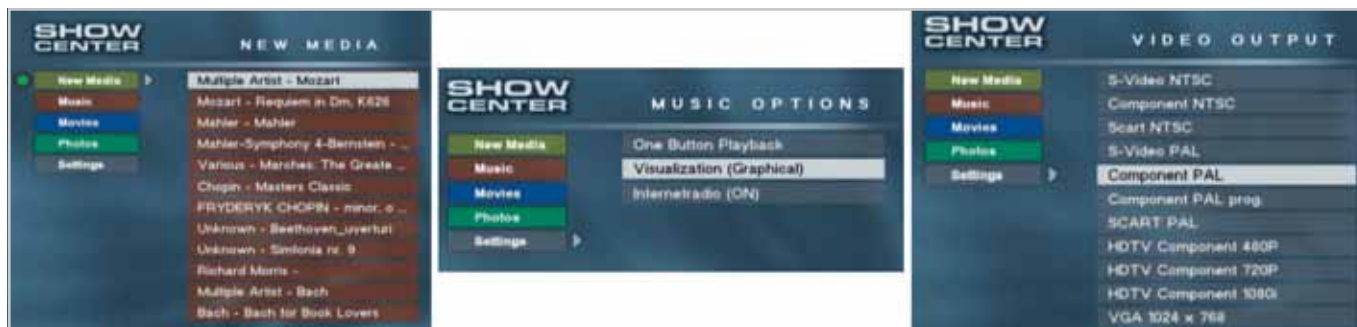 SHOW
CENTER
NEW MEDIA
New Media
Music
Movies
Photos
Settings
Multiple Artist - Mozart
Mozart - Requiem in Dm, K626
Mahler - Mahler
Mahler-Symphony 4-Bernstein - ...
Various - Marches: The Greate ...
Chopin - Masters Classic
FRYDERYK CHOPIN - minor, o ...
Unknown - Beethoven_uverturi
Unknown - Simfonia nr. 9
Richard Morris -
Multiple Artist - Bach
Bach - Bach for Book Lovers
SHOW
CENTER
MUSIC OPTIONS
New Media
Music
Movies
Photos
Settings
One Button Playback
Visualization (Graphical)
Internetradio (ON)
SHOW
CENTER
VIDEO OUTPUT
New Media
Music
Movies
Photos
Settings
S-Video NTSC
Component NTSC
Scart NTSC
S-Video PAL
Component PAL
Component PAL prog.
SCART PAL
HDTV Component 480P
HDTV Component 720P
HDTV Component 1080i
VGA 1024 x 768